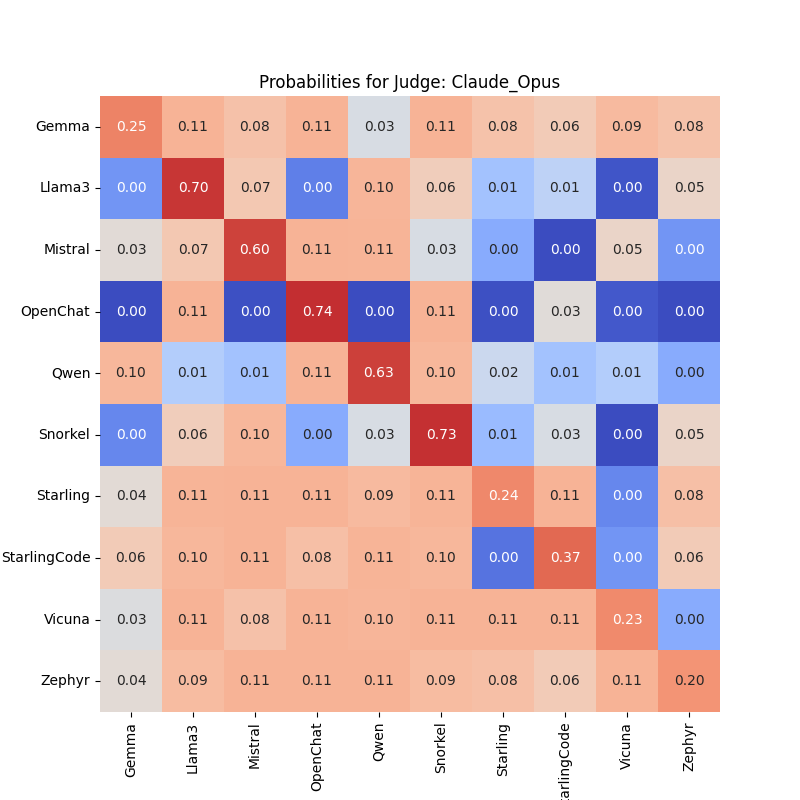 Probabilities for Judge: Claude_Opus
Gemma 0.25 0.11 0.08 0.11 0.03 0.11 0.08 0.06 0.09 0.08
Llama3 0.00 0.70 0.07 0.00 0.10 0.06 0.01 0.01 0.00 0.05
Mistral 0.03 0.07 0.60 0.11 0.11 0.03 0.00 0.00 0.05 0.00
OpenChat 0.00 0.11 0.00 0.74 0.00 0.11 0.00 0.03 0.00 0.00
Qwen 0.10 0.01 0.01 0.11 0.63 0.10 0.02 0.01 0.01 0.00
Snorkel 0.00 0.06 0.10 0.00 0.03 0.73 0.01 0.03 0.00 0.05
Starling 0.04 0.11 0.11 0.11 0.09 0.11 0.24 0.11 0.00 0.08
StarlingCode 0.06 0.10 0.11 0.08 0.11 0.10 0.00 0.37 0.00 0.06
Vicuna 0.03 0.11 0.08 0.11 0.10 0.11 0.11 0.11 0.23 0.00
Zephyr 0.04 0.09 0.11 0.11 0.11 0.09 0.08 0.06 0.11 0.20
Gemma Llama3 Mistral OpenChat Qwen Snorkel Starling arlingCode Vicuna Zephyr